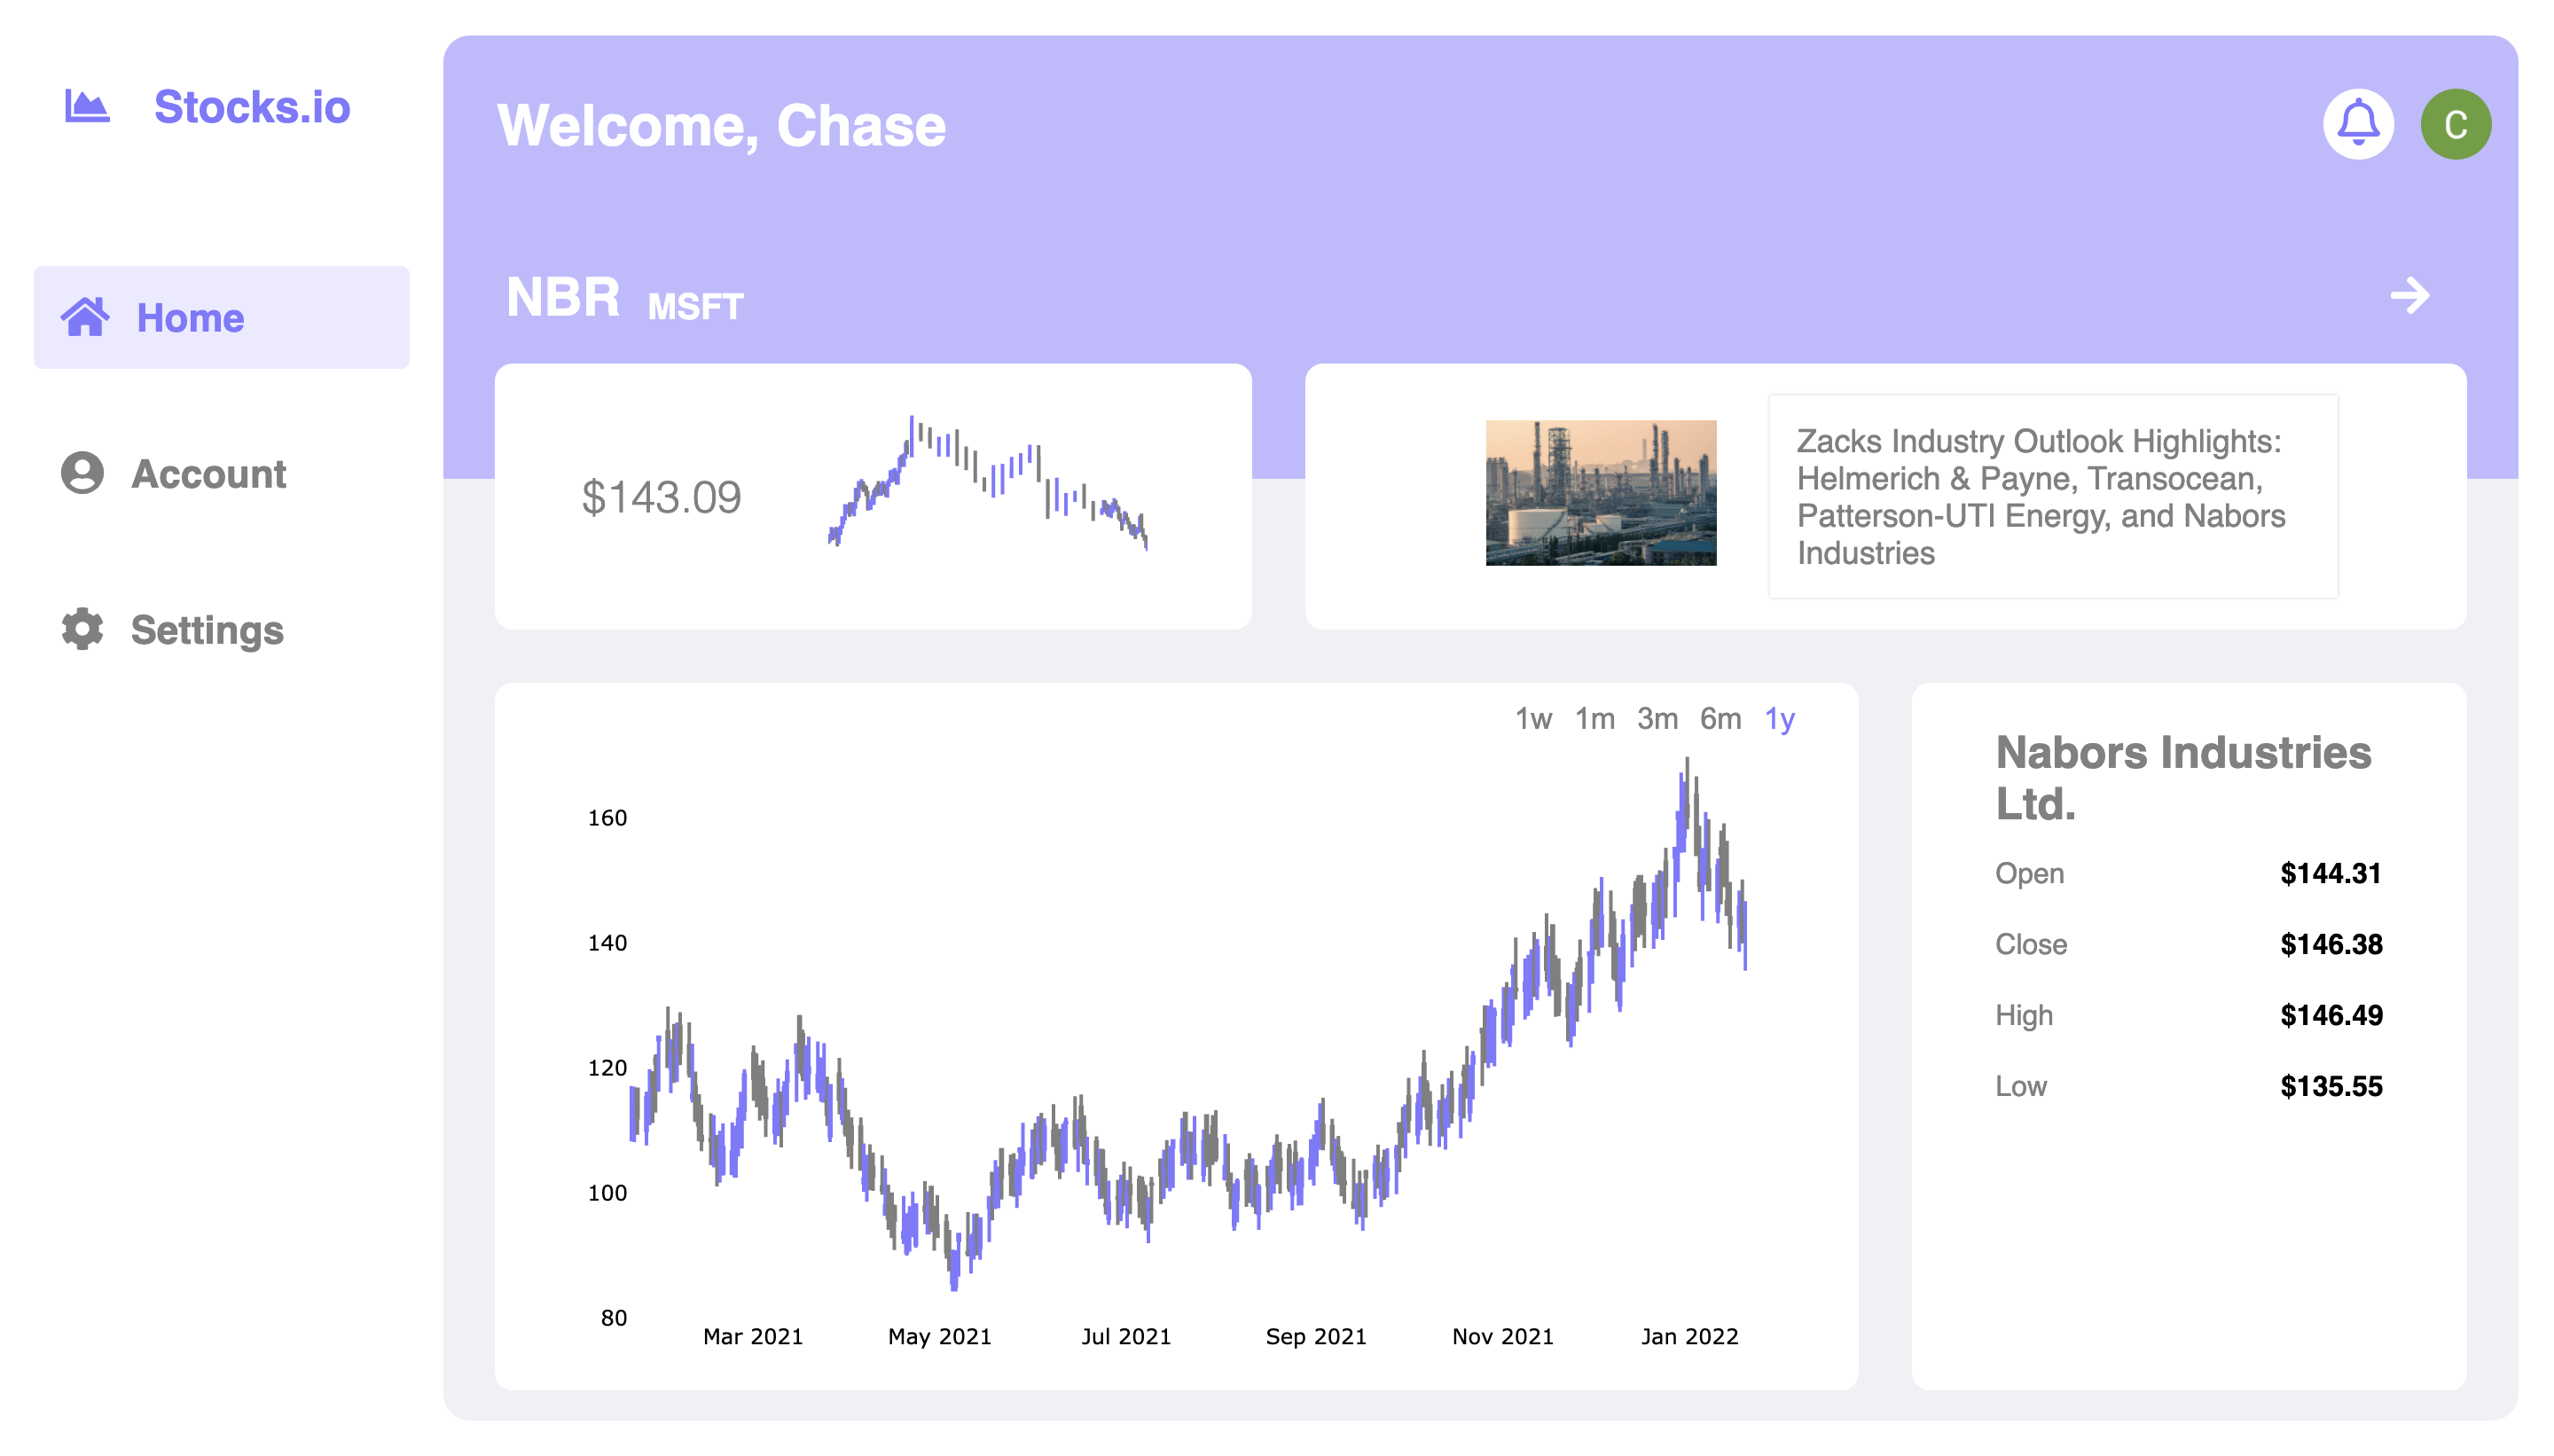 Stocks.io
Home
Account
Settings
Welcome, Chase
C
NBR MSFT
$143.09
Zacks Industry Outlook Highlights:
Helmerich & Payne, Transocean,
Patterson-UTI Energy, and Nabors
Industries
1w 1m 3m 6m 1y
160
140
120
100
80
Mar 2021 May 2021 Jul 2021 Sep 2021 Nov 2021 Jan 2022
Nabors Industries
Ltd.
Open $144.31
Close $146.38
High $146.49
Low $135.55